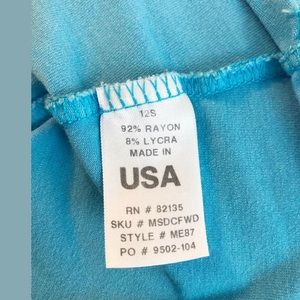 12S
92% RAYON
8% LYCRA
MADE IN
USA
RN # 82135
SKU # MSDCFWD
STYLE # ME87
PO # 9502-104